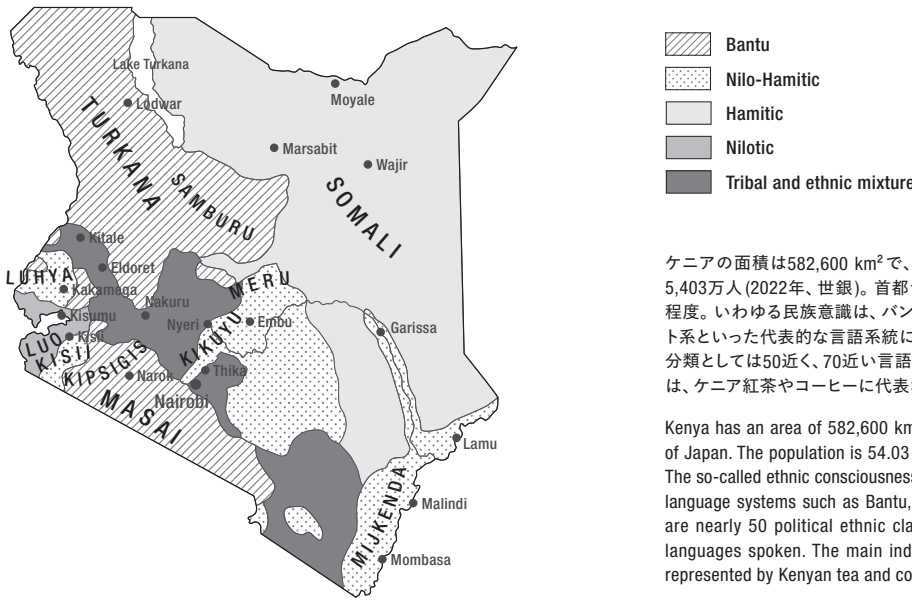 Lake Turkana
Lodwar
Moyale
TURKANA
Marsabit
Wajir
SAMBURU
SOMALI
Kitale
Eldoret
LUHYA
Kakamega
MERU
Nakuru
Kisumu
Nyeri
Embu
Garissa
LUO
Kisii
KISII
KIKUYU
KIPSIGIS
Narok
Thika
Nairobi
MASAI
Lamu
MIJKENDA
Malindi
Mombasa
Bantu
Nilo-Hamitic
Hamitic
Nilotic
Tribal and ethnic mixture
ケニアの面積は582,600 km²で、
5,403万人(2022年、世銀)。首都
程度。いわゆる民族意識は、バン
ト系といった代表的な言語系統に
分類としては50近く、70近い言語
は、ケニア紅茶やコーヒーに代表
Kenya has an area of 582,600 km
of Japan. The population is 54.03
The so-called ethnic consciousness
language systems such as Bantu,
are nearly 50 political ethnic cla
languages spoken. The main ind
represented by Kenyan tea and co